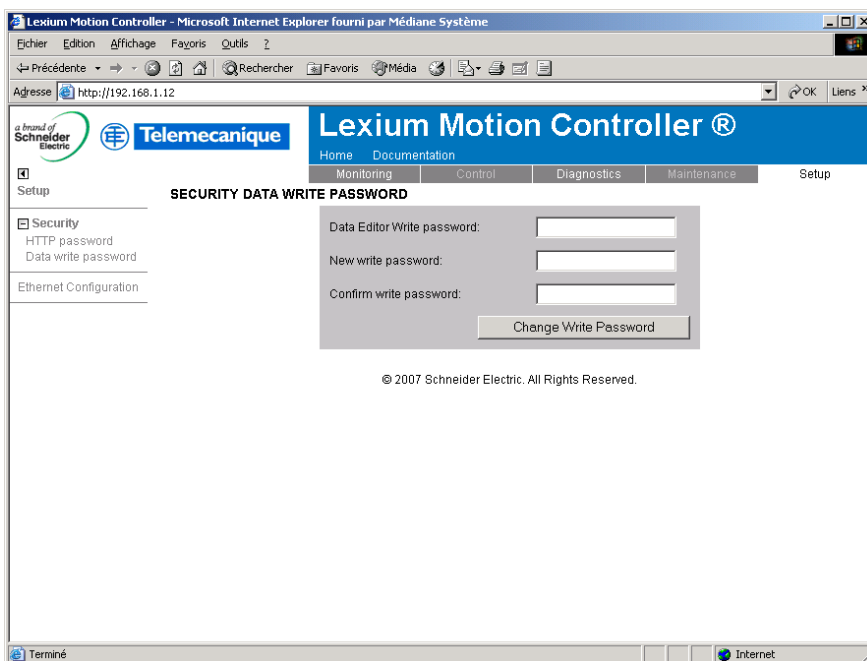 Lexium Motion Controller - Microsoft Internet Explorer fourni par Médiane Système
Fichier Edition Affichage Favoris Outils ?
Précédente Rechercher Favoris Média
Adresse http://192.168.1.12 OK Liens »
a brand of
Schneider
Electric
Telemecanique
Lexium Motion Controller ®
Home Documentation
Monitoring Control Diagnostics Maintenance Setup
Setup
SECURITY DATA WRITE PASSWORD
Security
HTTP password
Data write password
Ethernet Configuration
Data Editor Write password:
New write password:
Confirm write password:
Change Write Password
© 2007 Schneider Electric. All Rights Reserved.
Terminé Internet